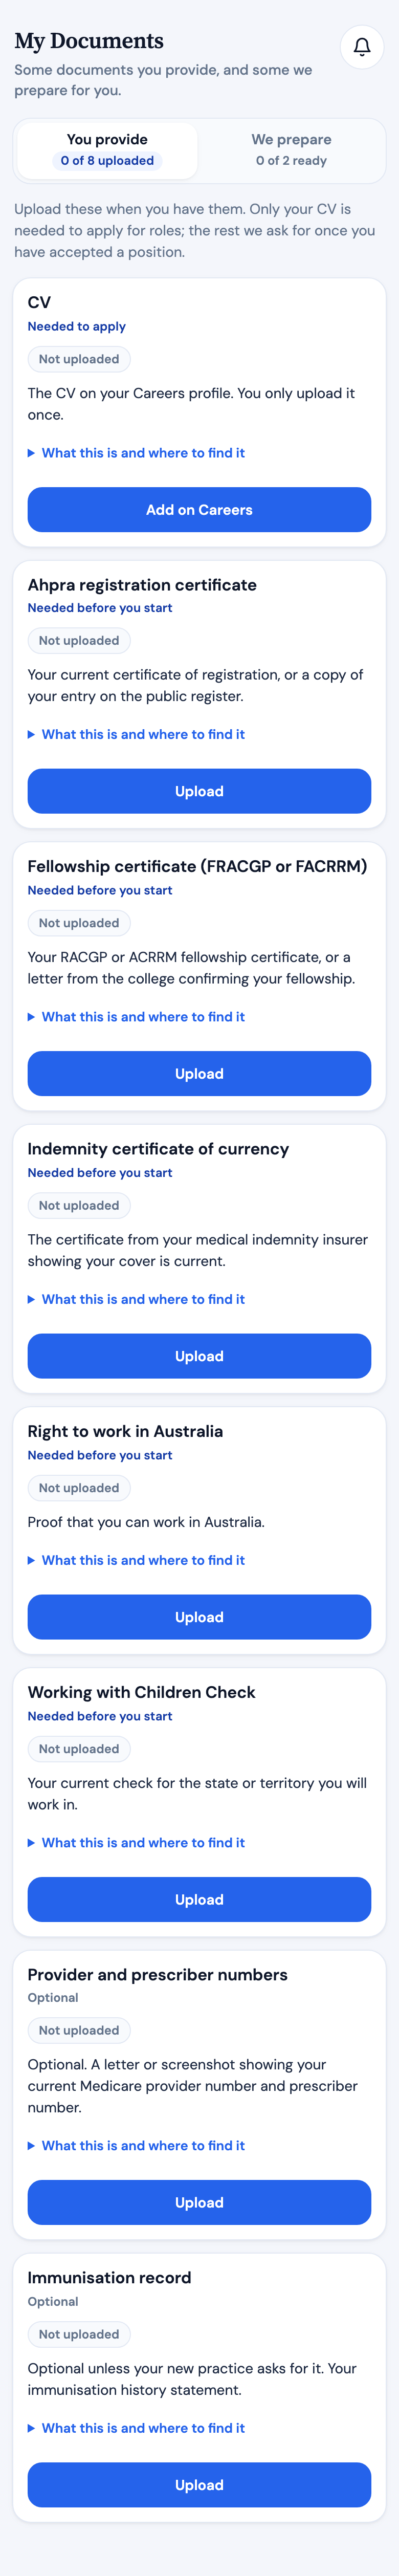 My Documents
Some documents you provide, and some we
prepare for you.
You provide
0 of 8 uploaded
We prepare
0 of 2 ready
Upload these when you have them. Only your CV is
needed to apply for roles; the rest we ask for once you
have accepted a position.
CV
Needed to apply
Not uploaded
The CV on your Careers profile. You only upload it
once.
What this is and where to find it
Add on Careers
Ahpra registration certificate
Needed before you start
Not uploaded
Your current certificate of registration, or a copy of
your entry on the public register.
What this is and where to find it
Upload
Fellowship certificate (FRACGP or FACRRM)
Needed before you start
Not uploaded
Your RACGP or ACRRM fellowship certificate, or a
letter from the college confirming your fellowship.
What this is and where to find it
Upload
Indemnity certificate of currency
Needed before you start
Not uploaded
The certificate from your medical indemnity insurer
showing your cover is current.
What this is and where to find it
Upload
Right to work in Australia
Needed before you start
Not uploaded
Proof that you can work in Australia.
What this is and where to find it
Upload
Working with Children Check
Needed before you start
Not uploaded
Your current check for the state or territory you will
work in.
What this is and where to find it
Upload
Provider and prescriber numbers
Optional
Not uploaded
Optional. A letter or screenshot showing your
current Medicare provider number and prescriber
number.
What this is and where to find it
Upload
Immunisation record
Optional
Not uploaded
Optional unless your new practice asks for it. Your
immunisation history statement.
What this is and where to find it
Upload